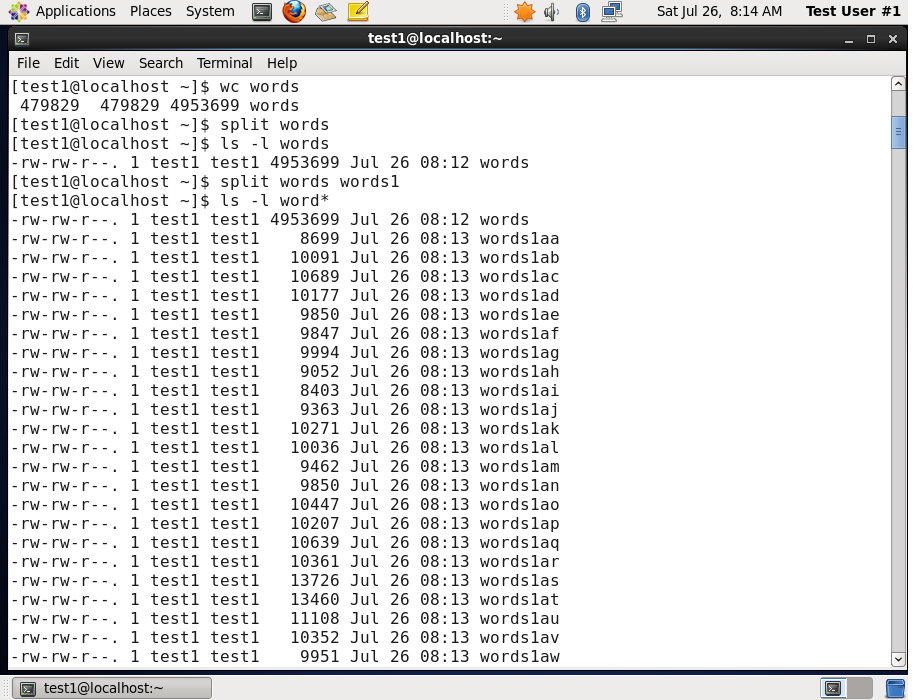 Applications Places System Sat Jul 26, 8:14 AM Test User #1
test1@localhost:~
File Edit View Search Terminal Help
[test1@localhost ~]$ wc words
 479829  479829 4953699 words
[test1@localhost ~]$ split words
[test1@localhost ~]$ ls -l words
-rw-rw-r--. 1 test1 test1 4953699 Jul 26 08:12 words
[test1@localhost ~]$ split words words1
[test1@localhost ~]$ ls -l word*
-rw-rw-r--. 1 test1 test1 4953699 Jul 26 08:12 words
-rw-rw-r--. 1 test1 test1    8699 Jul 26 08:13 words1aa
-rw-rw-r--. 1 test1 test1   10091 Jul 26 08:13 words1ab
-rw-rw-r--. 1 test1 test1   10689 Jul 26 08:13 words1ac
-rw-rw-r--. 1 test1 test1   10177 Jul 26 08:13 words1ad
-rw-rw-r--. 1 test1 test1    9850 Jul 26 08:13 words1ae
-rw-rw-r--. 1 test1 test1    9847 Jul 26 08:13 words1af
-rw-rw-r--. 1 test1 test1    9994 Jul 26 08:13 words1ag
-rw-rw-r--. 1 test1 test1    9052 Jul 26 08:13 words1ah
-rw-rw-r--. 1 test1 test1    8403 Jul 26 08:13 words1ai
-rw-rw-r--. 1 test1 test1    9363 Jul 26 08:13 words1aj
-rw-rw-r--. 1 test1 test1   10271 Jul 26 08:13 words1ak
-rw-rw-r--. 1 test1 test1   10036 Jul 26 08:13 words1al
-rw-rw-r--. 1 test1 test1    9462 Jul 26 08:13 words1am
-rw-rw-r--. 1 test1 test1    9850 Jul 26 08:13 words1an
-rw-rw-r--. 1 test1 test1   10447 Jul 26 08:13 words1ao
-rw-rw-r--. 1 test1 test1   10207 Jul 26 08:13 words1ap
-rw-rw-r--. 1 test1 test1   10639 Jul 26 08:13 words1aq
-rw-rw-r--. 1 test1 test1   10361 Jul 26 08:13 words1ar
-rw-rw-r--. 1 test1 test1   13726 Jul 26 08:13 words1as
-rw-rw-r--. 1 test1 test1   13460 Jul 26 08:13 words1at
-rw-rw-r--. 1 test1 test1   11108 Jul 26 08:13 words1au
-rw-rw-r--. 1 test1 test1   10352 Jul 26 08:13 words1av
-rw-rw-r--. 1 test1 test1    9951 Jul 26 08:13 words1aw
test1@localhost:~